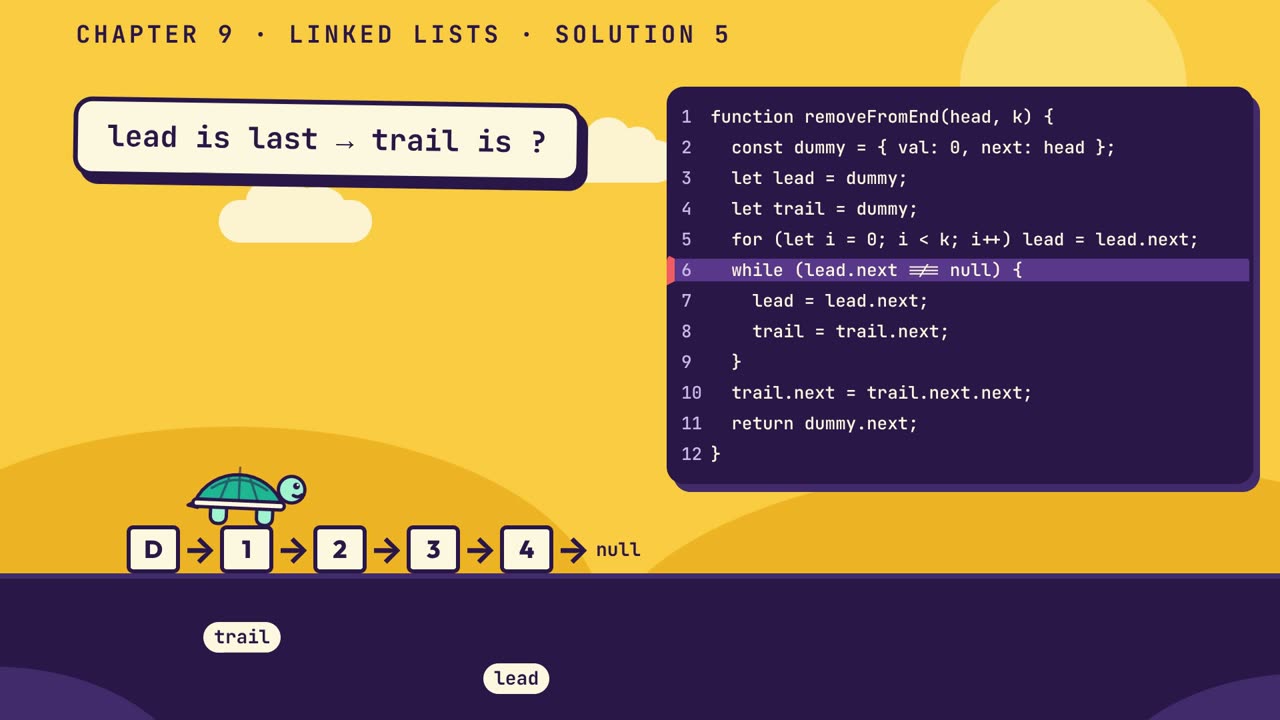 CHAPTER 9 · LINKED LISTS · SOLUTION 5
lead is last → trail is ?
1 function removeFromEnd(head, k) {
2 const dummy = { val: 0, next: head };
3 let lead = dummy;
4 let trail = dummy;
5 for (let i = 0; i < k; i++) lead = lead.next;
6 while (lead.next !== null) {
7 lead = lead.next;
8 trail = trail.next;
9 }
10 trail.next = trail.next.next;
11 return dummy.next;
12 }
D → 1 → 2 → 3 → 4 → null
trail
lead